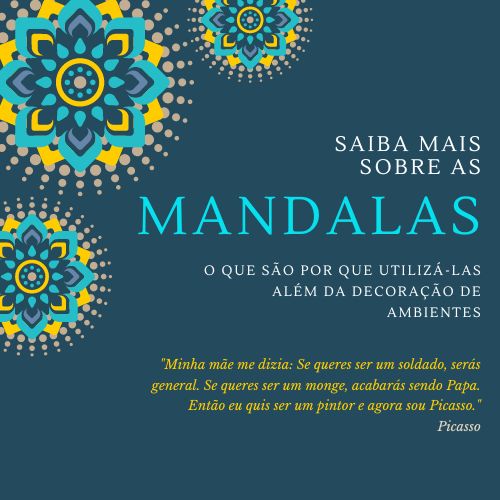 SAIBA MAIS
SOBRE AS
MANDALAS
O QUE SÃO POR QUE UTILIZÁ-LAS
ALÉM DA DECORAÇÃO DE
AMBIENTES
"Minha mãe me dizia: Se queres ser um soldado, serás
general. Se queres ser um monge, acabarás sendo Papa.
Então eu quis ser um pintor e agora sou Picasso."
Picasso